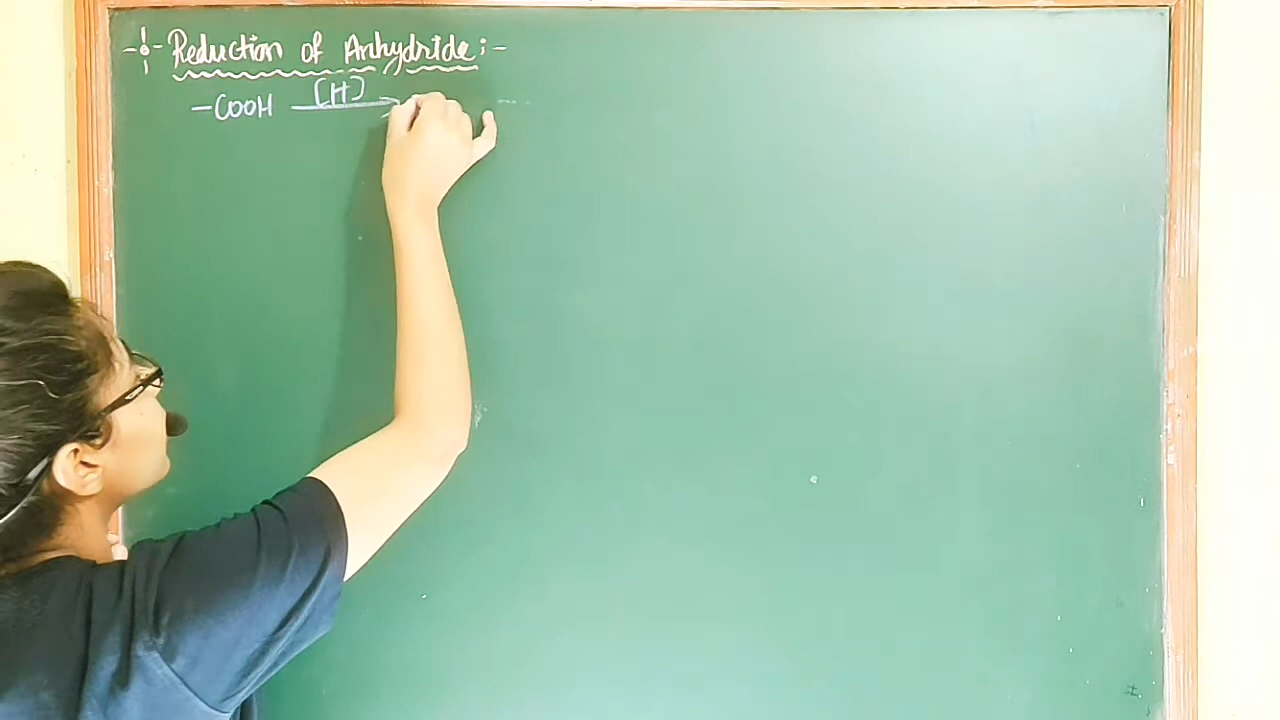 Reduction of Anhydride :-
-COOH [H]